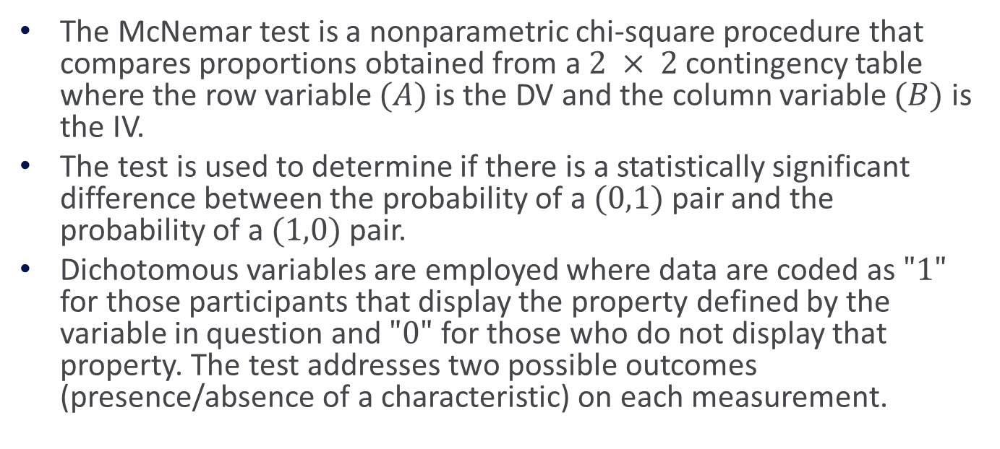 • The McNemar test is a nonparametric chi-square procedure that
compares proportions obtained from a 2 × 2 contingency table
where the row variable (A) is the DV and the column variable (B) is
the IV.
• The test is used to determine if there is a statistically significant
difference between the probability of a (0,1) pair and the
probability of a (1,0) pair.
• Dichotomous variables are employed where data are coded as "1"
for those participants that display the property defined by the
variable in question and "0" for those who do not display that
property. The test addresses two possible outcomes
(presence/absence of a characteristic) on each measurement.